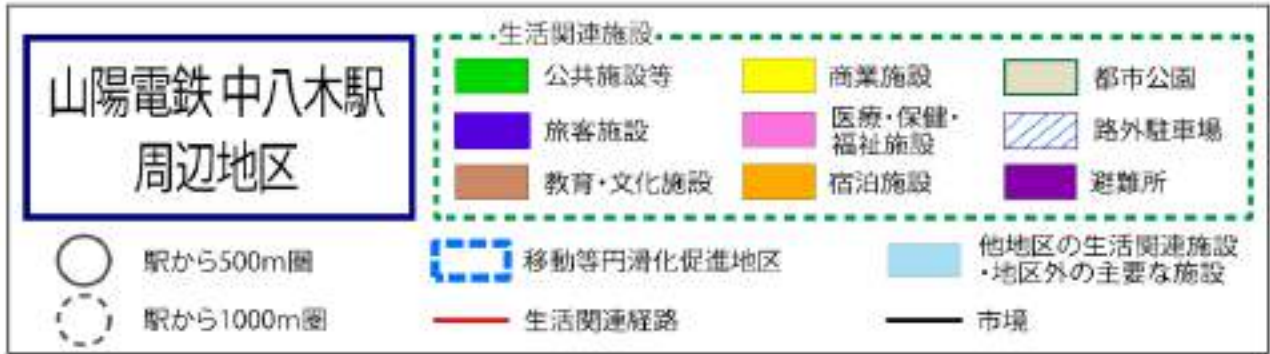 山陽電鉄 中八木駅
周辺地区
生活関連施設
公共施設等
商業施設
都市公園
旅客施設
医療・保健・
福祉施設
路外駐車場
教育・文化施設
宿泊施設
避難所
駅から500m圏
移動等円滑化促進地区
他地区の生活関連施設
・地区外の主要な施設
駅から1000m圏
生活関連経路
市境